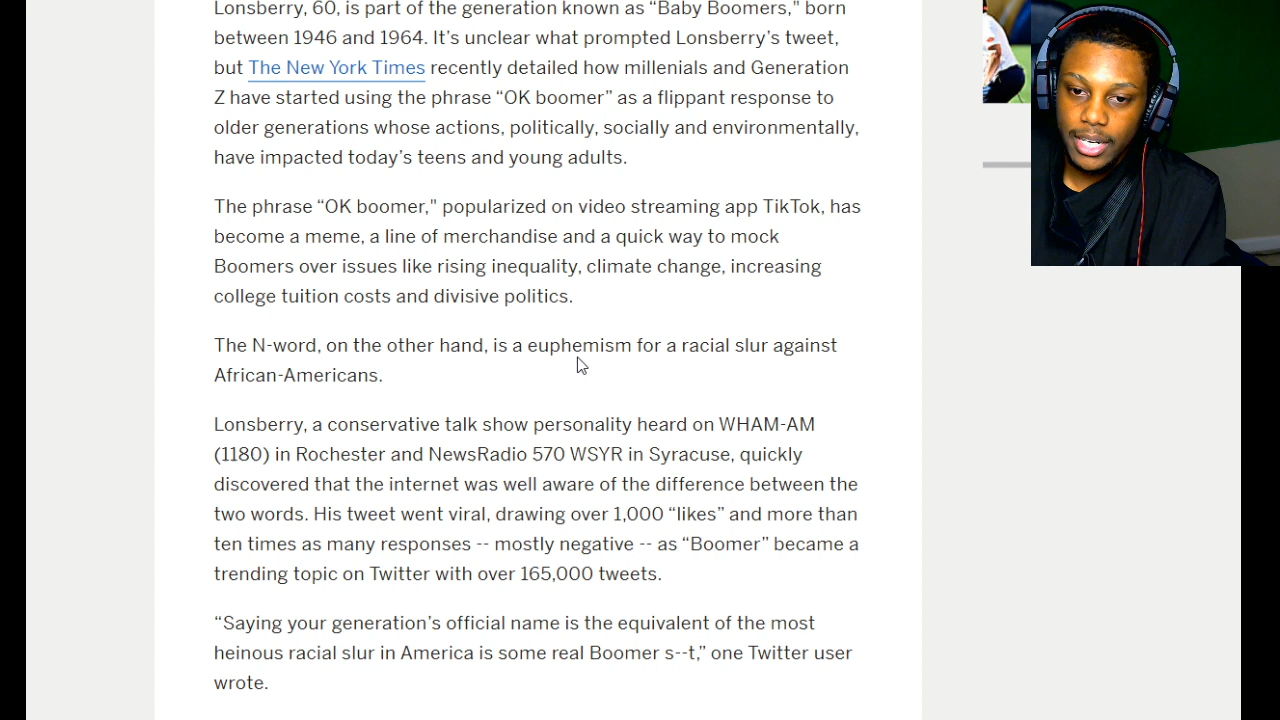 Lonsberry, 60, is part of the generation known as “Baby Boomers," born
between 1946 and 1964. It’s unclear what prompted Lonsberry’s tweet,
but The New York Times recently detailed how millenials and Generation
Z have started using the phrase “OK boomer” as a flippant response to
older generations whose actions, politically, socially and environmentally,
have impacted today’s teens and young adults.
The phrase “OK boomer," popularized on video streaming app TikTok, has
become a meme, a line of merchandise and a quick way to mock
Boomers over issues like rising inequality, climate change, increasing
college tuition costs and divisive politics.
The N-word, on the other hand, is a euphemism for a racial slur against
African-Americans.
Lonsberry, a conservative talk show personality heard on WHAM-AM
(1180) in Rochester and NewsRadio 570 WSYR in Syracuse, quickly
discovered that the internet was well aware of the difference between the
two words. His tweet went viral, drawing over 1,000 “likes” and more than
ten times as many responses -- mostly negative -- as “Boomer” became a
trending topic on Twitter with over 165,000 tweets.
“Saying your generation’s official name is the equivalent of the most
heinous racial slur in America is some real Boomer s--t,” one Twitter user
wrote.